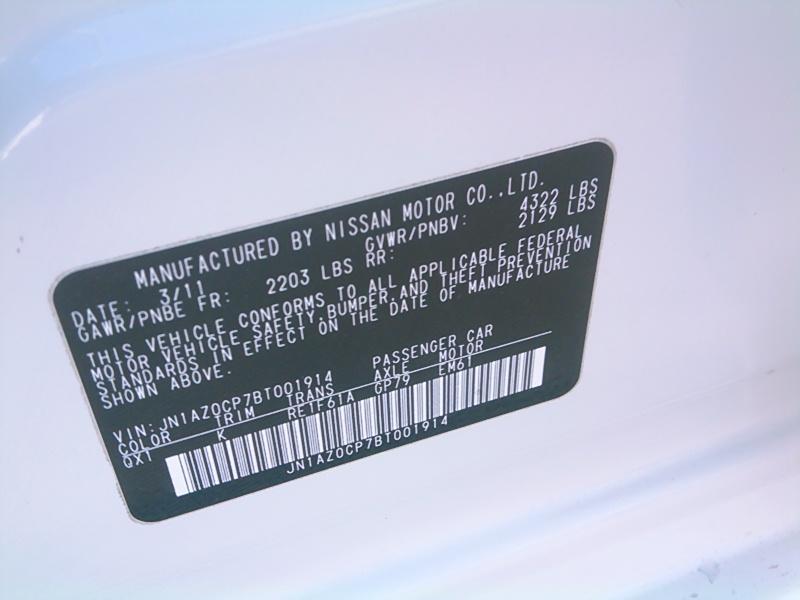 MANUFACTURED BY NISSAN MOTOR CO.,LTD.
DATE: 3/11 GVWR/PNBV: 4322 LBS
GAWR/PNBE FR: 2203 LBS RR: 2129 LBS
THIS VEHICLE CONFORMS TO ALL APPLICABLE FEDERAL
MOTOR VEHICLE SAFETY,BUMPER,AND THEFT PREVENTION
STANDARDS IN EFFECT ON THE DATE OF MANUFACTURE
SHOWN ABOVE.
VIN:JN1AZ0CP7BT001914 PASSENGER CAR
COLOR TRIM TRANS AXLE MOTOR
QX1 K RETF61A GP79 EM61
JN1AZ0CP7BT001914